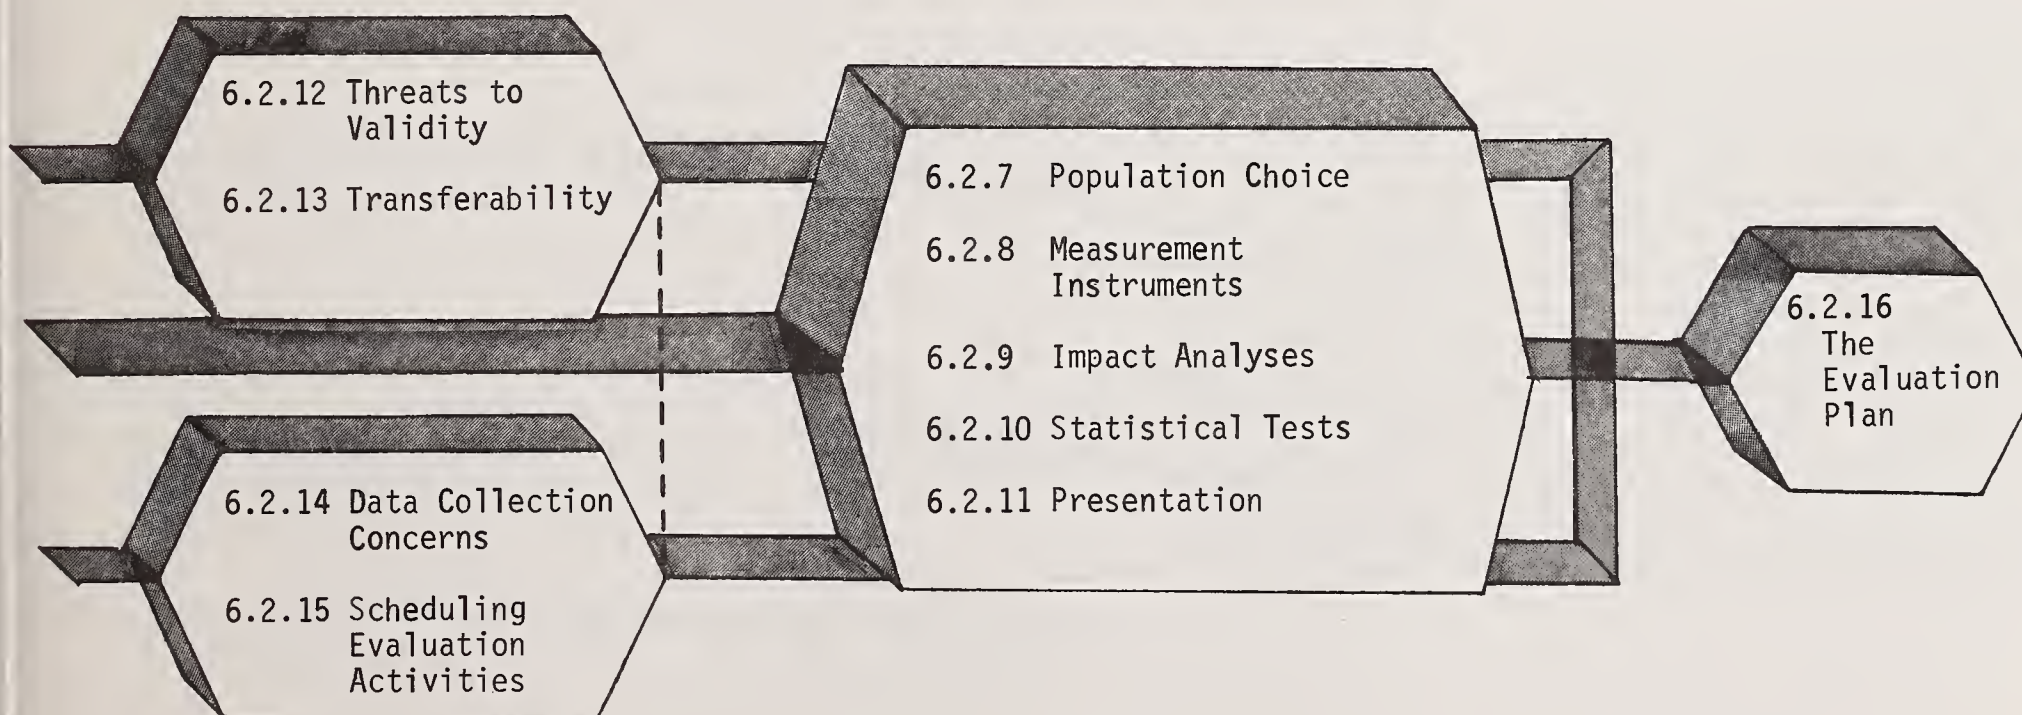 6.2.12 Threats to
Validity
6.2.13 Transferability
6.2.14 Data Collection
Concerns
6.2.15 Scheduling
Evaluation
Activities
6.2.7 Population Choice
6.2.8 Measurement
Instruments
6.2.9 Impact Analyses
6.2.10 Statistical Tests
6.2.11 Presentation
6.2.16
The
Evaluation
Plan